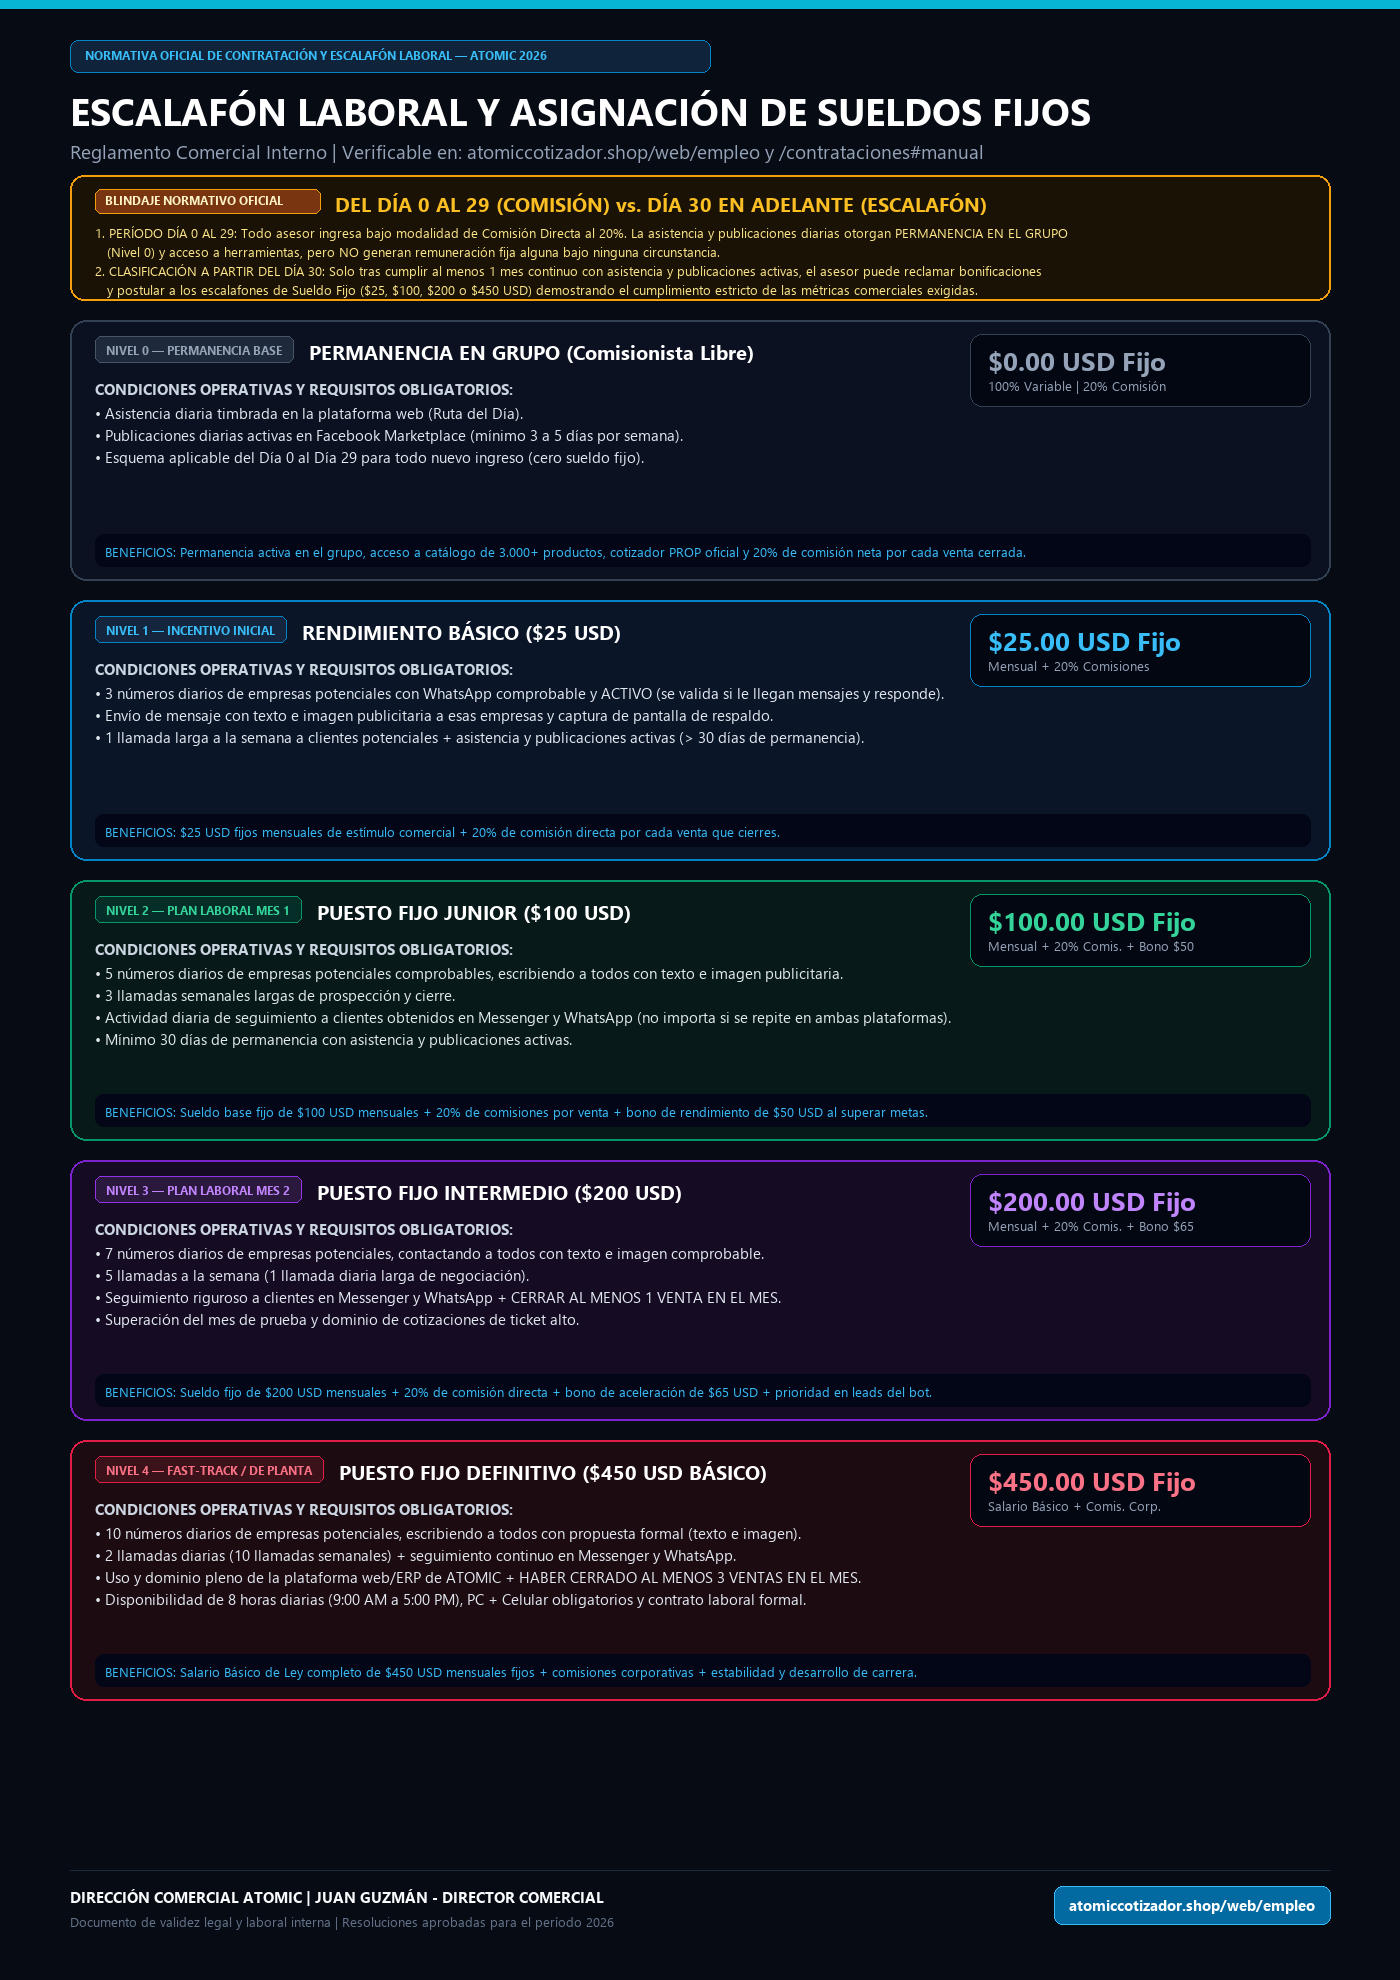 NORMATIVA OFICIAL DE CONTRATACIÓN Y ESCALAFÓN LABORAL — ATOMIC 2026
ESCALAFÓN LABORAL Y ASIGNACIÓN DE SUELDOS FIJOS
Reglamento Comercial Interno | Verificable en: atomiccotizador.shop/web/empleo y /contrataciones#manual
BLINDAJE NORMATIVO OFICIAL
DEL DÍA 0 AL 29 (COMISIÓN) vs. DÍA 30 EN ADELANTE (ESCALAFÓN)
1. PERÍODO DÍA 0 AL 29: Todo asesor ingresa bajo modalidad de Comisión Directa al 20%. La asistencia y publicaciones diarias otorgan PERMANENCIA EN EL GRUPO
(Nivel 0) y acceso a herramientas, pero NO generan remuneración fija alguna bajo ninguna circunstancia.
2. CLASIFICACIÓN A PARTIR DEL DÍA 30: Solo tras cumplir al menos 1 mes continuo con asistencia y publicaciones activas, el asesor puede reclamar bonificaciones
y postular a los escalafones de Sueldo Fijo ($25, $100, $200 o $450 USD) demostrando el cumplimiento estricto de las métricas comerciales exigidas.
NIVEL 0 — PERMANENCIA BASE
PERMANENCIA EN GRUPO (Comisionista Libre)
$0.00 USD Fijo
100% Variable | 20% Comisión
CONDICIONES OPERATIVAS Y REQUISITOS OBLIGATORIOS:
• Asistencia diaria timbrada en la plataforma web (Ruta del Día).
• Publicaciones diarias activas en Facebook Marketplace (mínimo 3 a 5 días por semana).
• Esquema aplicable del Día 0 al Día 29 para todo nuevo ingreso (cero sueldo fijo).
BENEFICIOS: Permanencia activa en el grupo, acceso a catálogo de 3.000+ productos, cotizador PROP oficial y 20% de comisión neta por cada venta cerrada.
NIVEL 1 — INCENTIVO INICIAL
RENDIMIENTO BÁSICO ($25 USD)
$25.00 USD Fijo
Mensual + 20% Comisiones
CONDICIONES OPERATIVAS Y REQUISITOS OBLIGATORIOS:
• 3 números diarios de empresas potenciales con WhatsApp comprobable y ACTIVO (se valida si le llegan mensajes y responde).
• Envío de mensaje con texto e imagen publicitaria a esas empresas y captura de pantalla de respaldo.
• 1 llamada larga a la semana a clientes potenciales + asistencia y publicaciones activas (> 30 días de permanencia).
BENEFICIOS: $25 USD fijos mensuales de estímulo comercial + 20% de comisión directa por cada venta que cierres.
NIVEL 2 — PLAN LABORAL MES 1
PUESTO FIJO JUNIOR ($100 USD)
$100.00 USD Fijo
Mensual + 20% Comis. + Bono $50
CONDICIONES OPERATIVAS Y REQUISITOS OBLIGATORIOS:
• 5 números diarios de empresas potenciales comprobables, escribiendo a todos con texto e imagen publicitaria.
• 3 llamadas semanales largas de prospección y cierre.
• Actividad diaria de seguimiento a clientes obtenidos en Messenger y WhatsApp (no importa si se repite en ambas plataformas).
• Mínimo 30 días de permanencia con asistencia y publicaciones activas.
BENEFICIOS: Sueldo base fijo de $100 USD mensuales + 20% de comisiones por venta + bono de rendimiento de $50 USD al superar metas.
NIVEL 3 — PLAN LABORAL MES 2
PUESTO FIJO INTERMEDIO ($200 USD)
$200.00 USD Fijo
Mensual + 20% Comis. + Bono $65
CONDICIONES OPERATIVAS Y REQUISITOS OBLIGATORIOS:
• 7 números diarios de empresas potenciales, contactando a todos con texto e imagen comprobable.
• 5 llamadas a la semana (1 llamada diaria larga de negociación).
• Seguimiento riguroso a clientes en Messenger y WhatsApp + CERRAR AL MENOS 1 VENTA EN EL MES.
• Superación del mes de prueba y dominio de cotizaciones de ticket alto.
BENEFICIOS: Sueldo fijo de $200 USD mensuales + 20% de comisión directa + bono de aceleración de $65 USD + prioridad en leads del bot.
NIVEL 4 — FAST-TRACK / DE PLANTA
PUESTO FIJO DEFINITIVO ($450 USD BÁSICO)
$450.00 USD Fijo
Salario Básico + Comis. Corp.
CONDICIONES OPERATIVAS Y REQUISITOS OBLIGATORIOS:
• 10 números diarios de empresas potenciales, escribiendo a todos con propuesta formal (texto e imagen).
• 2 llamadas diarias (10 llamadas semanales) + seguimiento continuo en Messenger y WhatsApp.
• Uso y dominio pleno de la plataforma web/ERP de ATOMIC + HABER CERRADO AL MENOS 3 VENTAS EN EL MES.
• Disponibilidad de 8 horas diarias (9:00 AM a 5:00 PM), PC + Celular obligatorios y contrato laboral formal.
BENEFICIOS: Salario Básico de Ley completo de $450 USD mensuales fijos + comisiones corporativas + estabilidad y desarrollo de carrera.
DIRECCIÓN COMERCIAL ATOMIC | JUAN GUZMÁN - DIRECTOR COMERCIAL
Documento de validez legal y laboral interna | Resoluciones aprobadas para el período 2026
atomiccotizador.shop/web/empleo